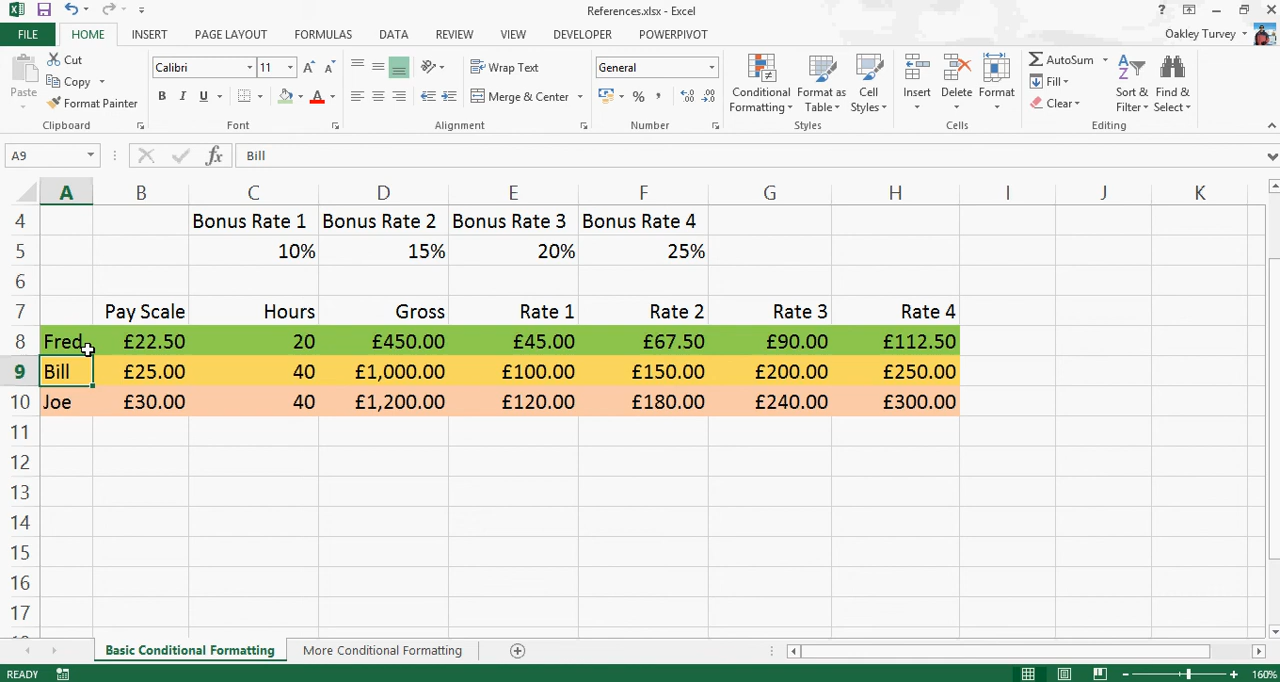 References.xlsx - Excel
?
FILE HOME INSERT PAGE LAYOUT FORMULAS DATA REVIEW VIEW DEVELOPER POWERPIVOT Oakley Turvey
Paste Cut Copy Format Painter Clipboard
Calibri 11 B I U A A A Font
Wrap Text Merge & Center Alignment
General % , Number
Conditional Formatting Format as Table Cell Styles Styles
Insert Delete Format Cells
AutoSum Fill Clear Sort & Filter Find & Select Editing
A9 fx Bill
A B C D E F G H I J K
4 Bonus Rate 1 Bonus Rate 2 Bonus Rate 3 Bonus Rate 4
5 10% 15% 20% 25%
6
7 Pay Scale Hours Gross Rate 1 Rate 2 Rate 3 Rate 4
8 Fred £22.50 20 £450.00 £45.00 £67.50 £90.00 £112.50
9 Bill £25.00 40 £1,000.00 £100.00 £150.00 £200.00 £250.00
10 Joe £30.00 40 £1,200.00 £120.00 £180.00 £240.00 £300.00
11
12
13
14
15
16
17
Basic Conditional Formatting More Conditional Formatting
READY 160%